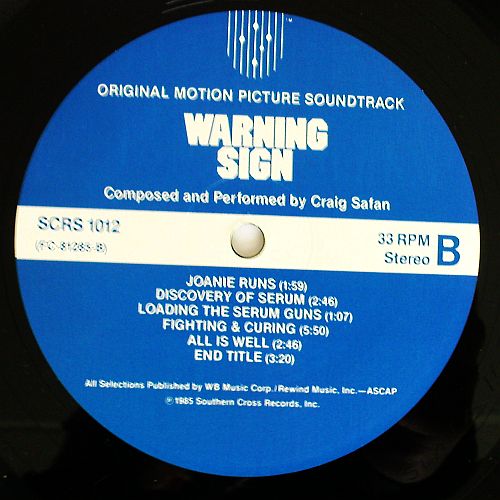 ™
ORIGINAL MOTION PICTURE SOUNDTRACK
WARNING
SIGN
Composed and Performed by Craig Safan
SCRS 1012
(FC-81285-B)
33 RPM
Stereo
B
JOANIE RUNS (1:59)
DISCOVERY OF SERUM (2:46)
LOADING THE SERUM GUNS (1:07)
FIGHTING & CURING (5:50)
ALL IS WELL (2:46)
END TITLE (3:20)
All Selections Published by WB Music Corp./Rewind Music, Inc.—ASCAP
℗ 1985 Southern Cross Records, Inc.